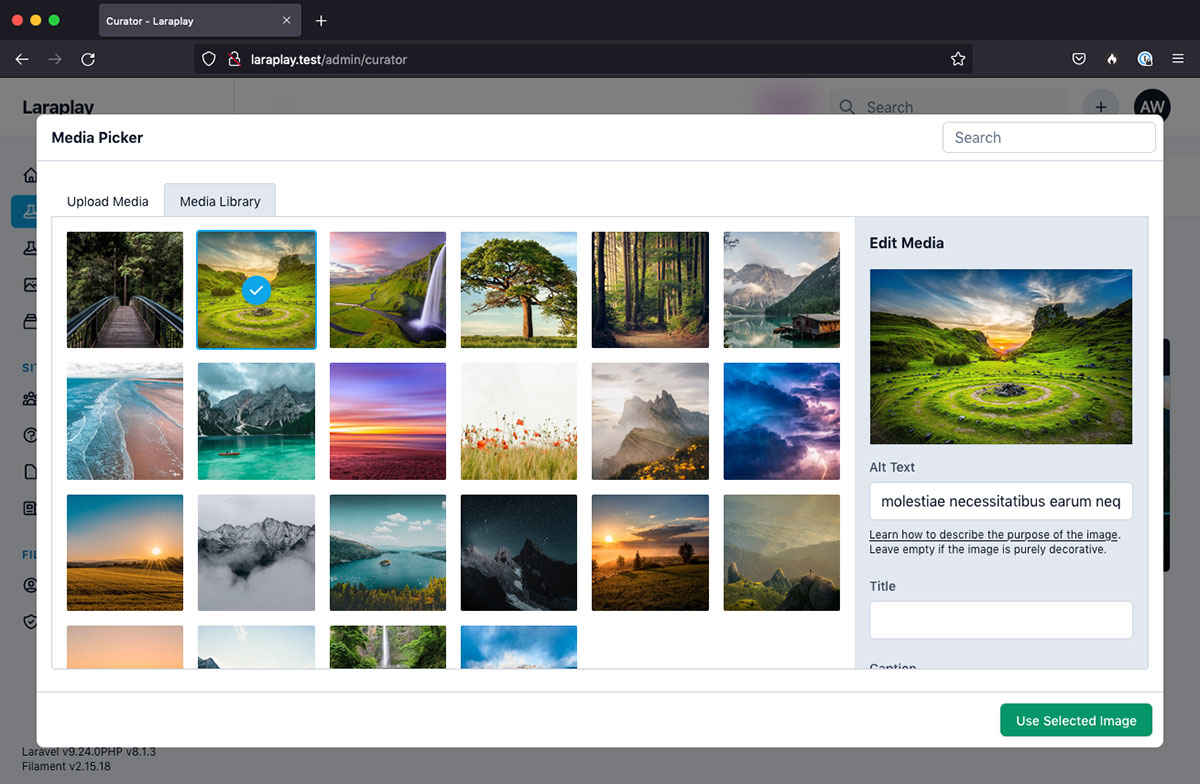 Curator - Laraplay
laraplay.test/admin/curator
Laraplay
Search
AW
Media Picker
Search
Upload Media
Media Library
Edit Media
Alt Text
molestiae necessitatibus earum neq
Learn how to describe the purpose of the image.
Leave empty if the image is purely decorative.
Title
Caption
SIT
FIL
Use Selected Image
Laravel v9.24.0PHP v8.1.3
Filament v2.15.18